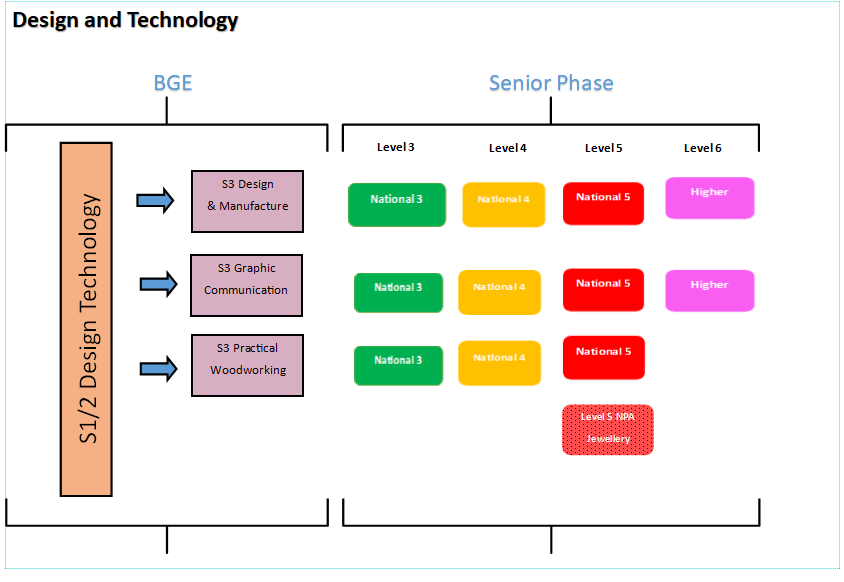 Design and Technology
BGE
Senior Phase
Level 3
Level 4
Level 5
Level 6
S1/2 Design Technology
S3 Design
& Manufacture
National 3
National 4
National 5
Higher
S3 Graphic
Communication
National 3
National 4
National 5
Higher
S3 Practical
Woodworking
National 3
National 4
National 5
Level 5 NPA
Jewellery